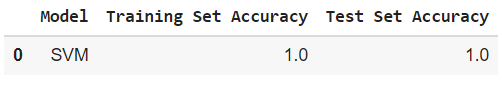 Model Training Set Accuracy Test Set Accuracy
0 SVM 1.0 1.0